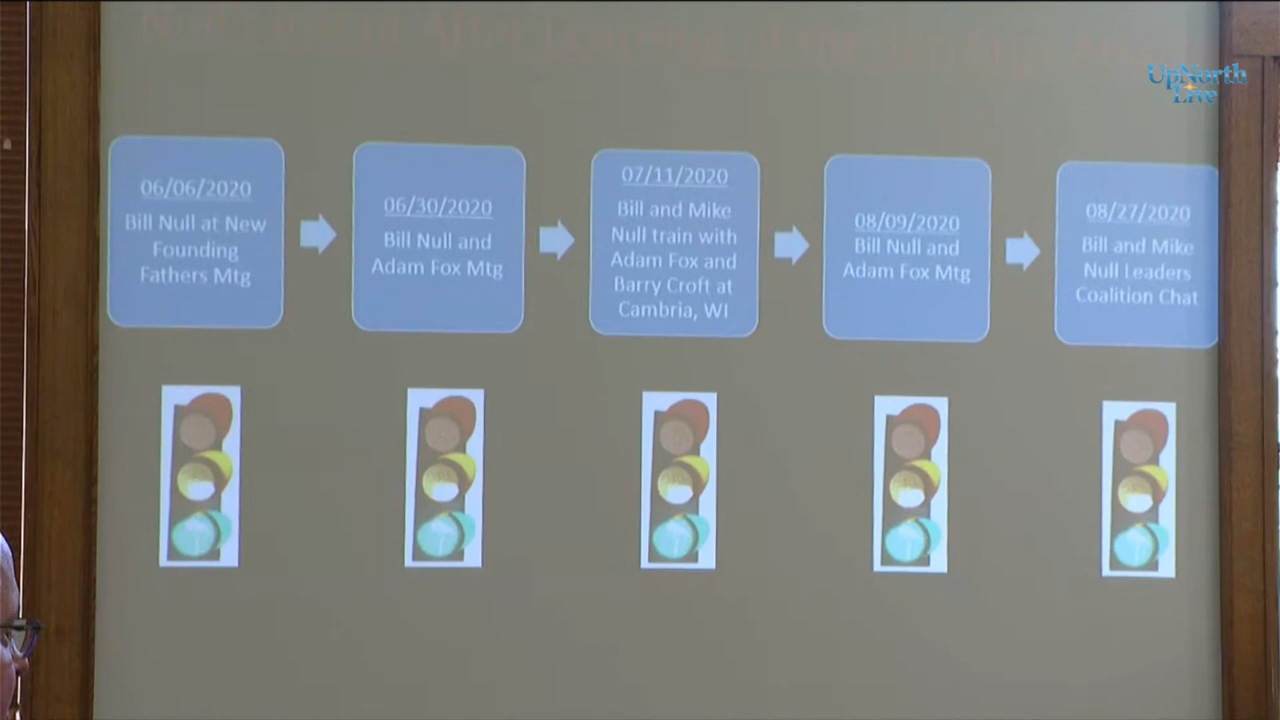 UpNorth
Live
06/06/2020
Bill Null at New
Founding
Fathers Mtg
06/30/2020
Bill Null and
Adam Fox Mtg
07/11/2020
Bill and Mike
Null train with
Adam Fox and
Barry Croft at
Cambria, WI
08/09/2020
Bill Null and
Adam Fox Mtg
08/27/2020
Bill and Mike
Null Leaders
Coalition Chat